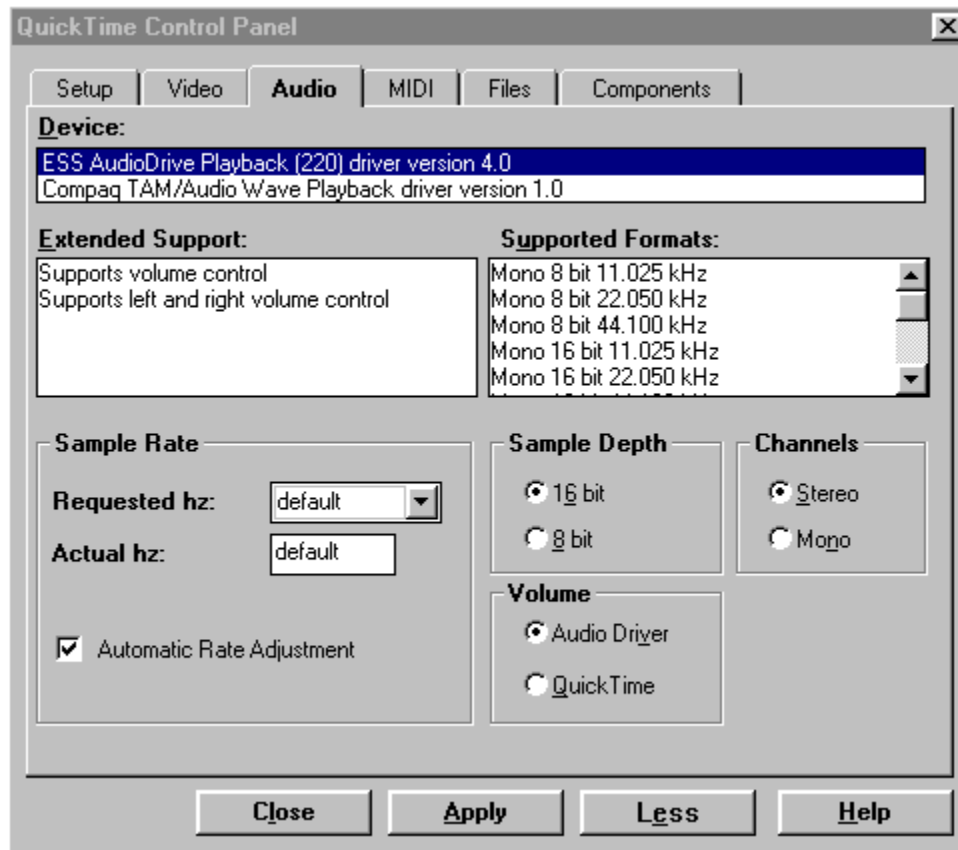 QuickTime Control Panel
Setup Video Audio MIDI Files Components
Device:
ESS AudioDrive Playback (220) driver version 4.0
Compaq TAM/Audio Wave Playback driver version 1.0
Extended Support:
Supports volume control
Supports left and right volume control
Supported Formats:
Mono 8 bit 11.025 kHz
Mono 8 bit 22.050 kHz
Mono 8 bit 44.100 kHz
Mono 16 bit 11.025 kHz
Mono 16 bit 22.050 kHz
Sample Rate
Requested hz: default
Actual hz: default
Automatic Rate Adjustment
Sample Depth
16 bit
8 bit
Channels
Stereo
Mono
Volume
Audio Driver
QuickTime
Close Apply Less Help